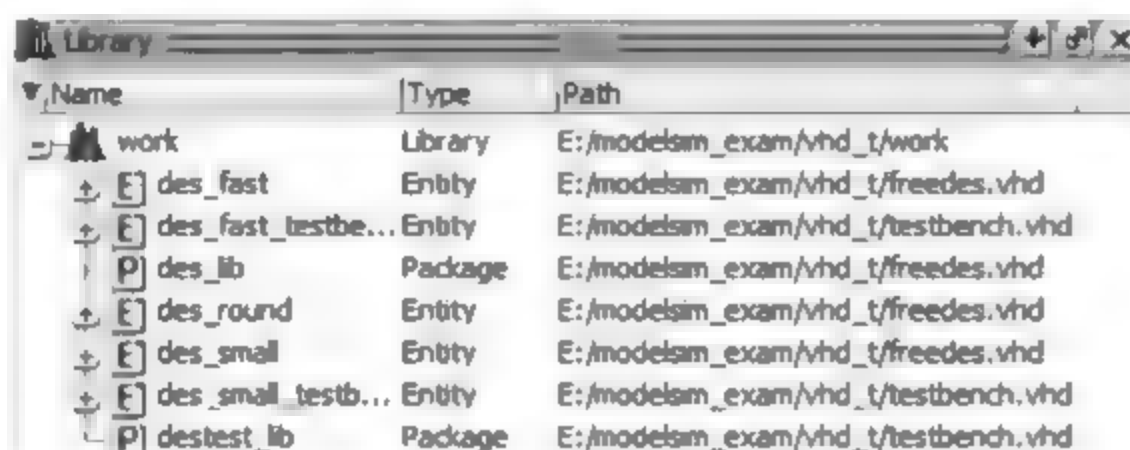 Library
Name Type Path
work Library E:/modelsim_exam/vhd_t/work
des_fast Entity E:/modelsim_exam/vhd_t/freedes.vhd
des_fast_testbe... Entity E:/modelsim_exam/vhd_t/testbench.vhd
des_lib Package E:/modelsim_exam/vhd_t/freedes.vhd
des_round Entity E:/modelsim_exam/vhd_t/freedes.vhd
des_small Entity E:/modelsim_exam/vhd_t/freedes.vhd
des_small_testb... Entity E:/modelsim_exam/vhd_t/testbench.vhd
destest_lib Package E:/modelsim_exam/vhd_t/testbench.vhd